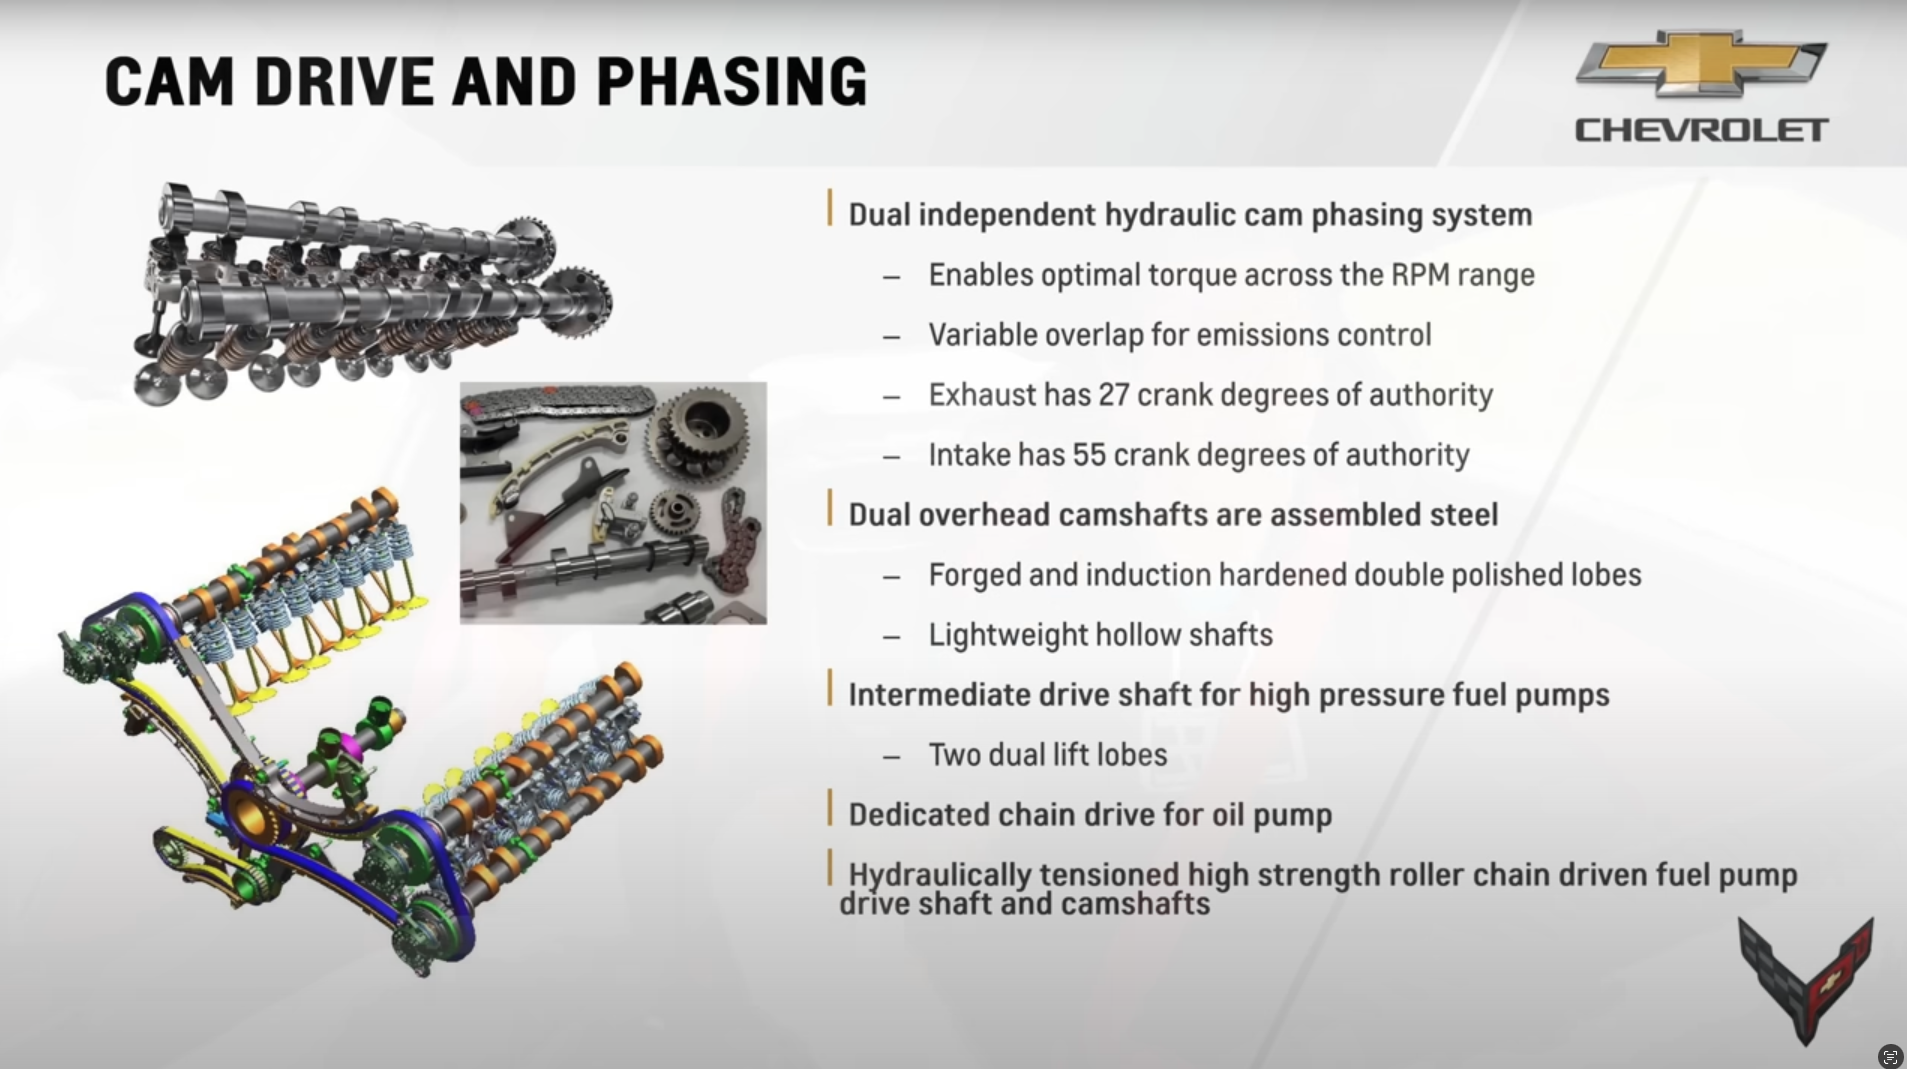 CAM DRIVE AND PHASING
CHEVROLET
Dual independent hydraulic cam phasing system
– Enables optimal torque across the RPM range
– Variable overlap for emissions control
– Exhaust has 27 crank degrees of authority
– Intake has 55 crank degrees of authority
Dual overhead camshafts are assembled steel
– Forged and induction hardened double polished lobes
– Lightweight hollow shafts
Intermediate drive shaft for high pressure fuel pumps
– Two dual lift lobes
Dedicated chain drive for oil pump
Hydraulically tensioned high strength roller chain driven fuel pump
drive shaft and camshafts